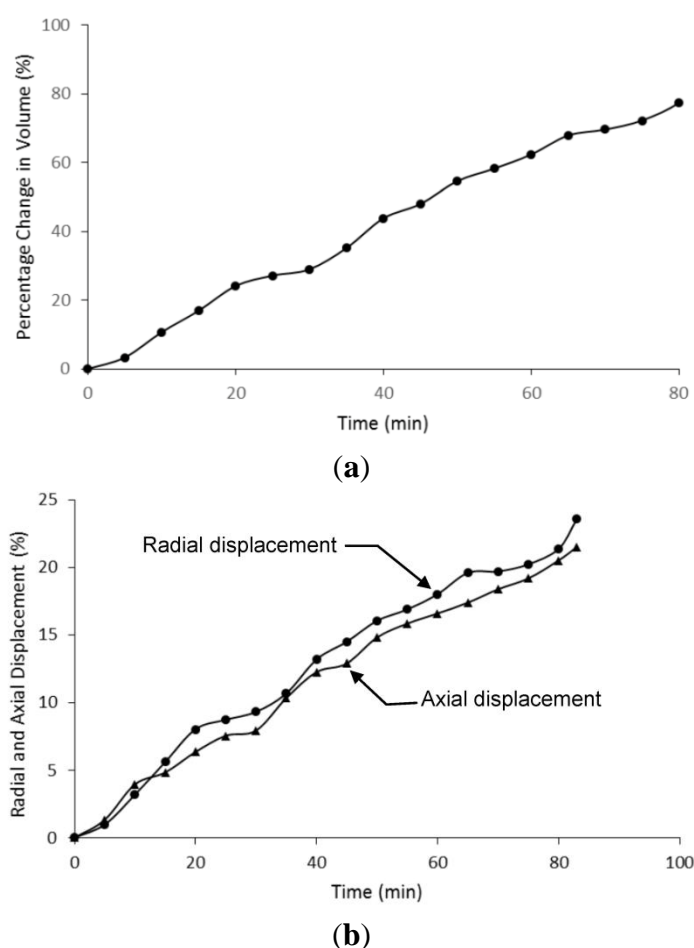 100
80
60
40
20
0
Percentage Change in Volume (%)
0 20 40 60 80
Time (min)
(a)
25
20
15
10
5
0
Radial and Axial Displacement (%)
Radial displacement
Axial displacement
0 20 40 60 80 100
Time (min)
(b)